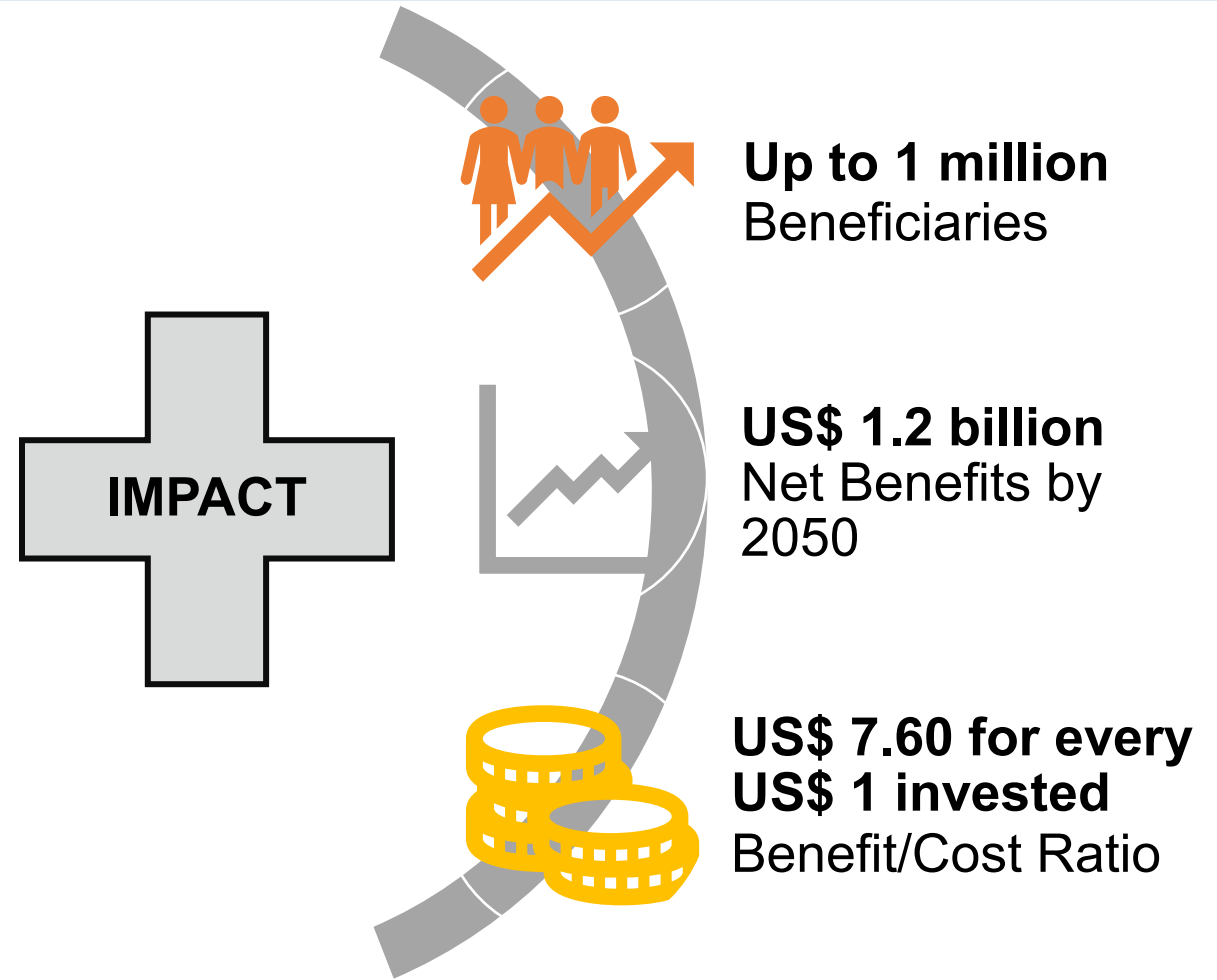 Up to 1 million
Beneficiaries
IMPACT
US$ 1.2 billion
Net Benefits by
2050
US$ 7.60 for every
US$ 1 invested
Benefit/Cost Ratio